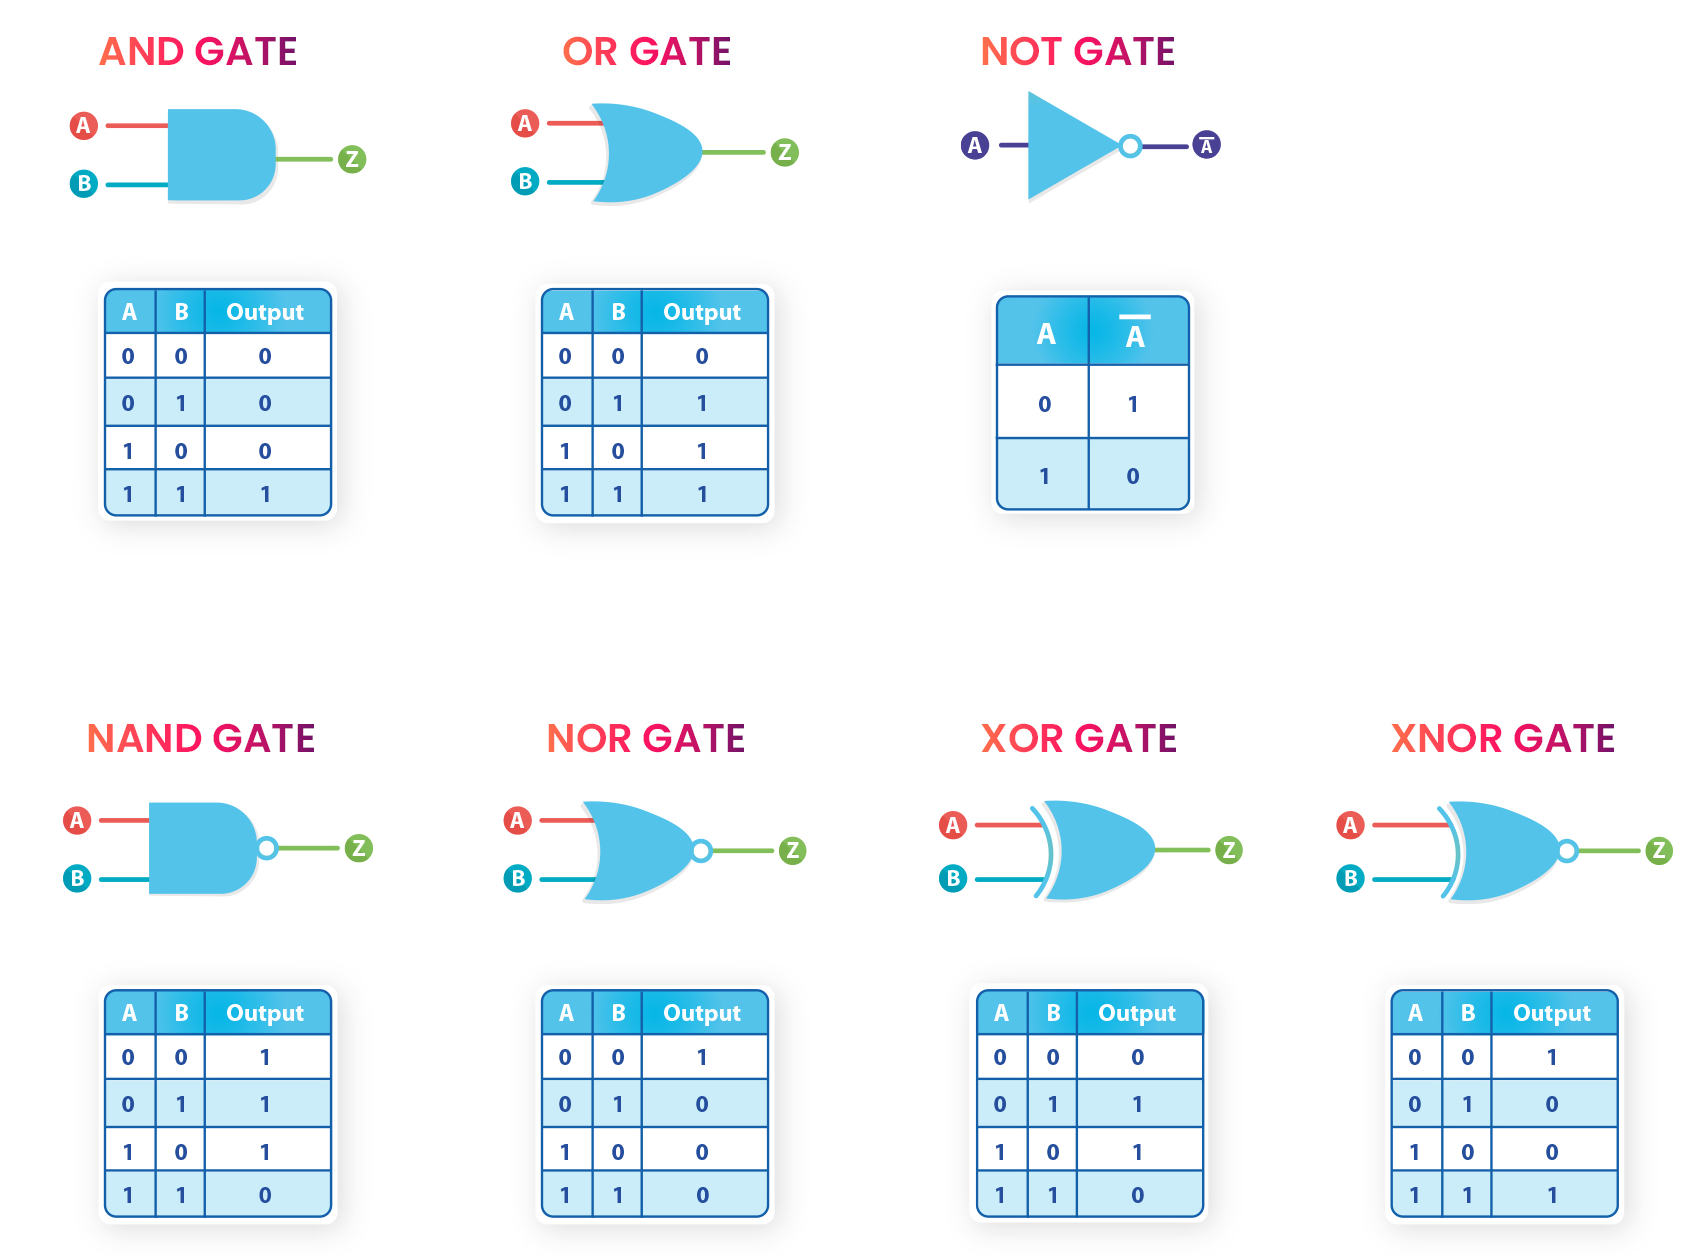 AND GATE
A
B
Z
A B Output
0 0 0
0 1 0
1 0 0
1 1 1
OR GATE
A
B
Z
A B Output
0 0 0
0 1 1
1 0 1
1 1 1
NOT GATE
A A̅
A A̅
0 1
1 0
NAND GATE
A
B
Z
A B Output
0 0 1
0 1 1
1 0 1
1 1 0
NOR GATE
A
B
Z
A B Output
0 0 1
0 1 0
1 0 0
1 1 0
XOR GATE
A
B
Z
A B Output
0 0 0
0 1 1
1 0 1
1 1 0
XNOR GATE
A
B
Z
A B Output
0 0 1
0 1 0
1 0 0
1 1 1